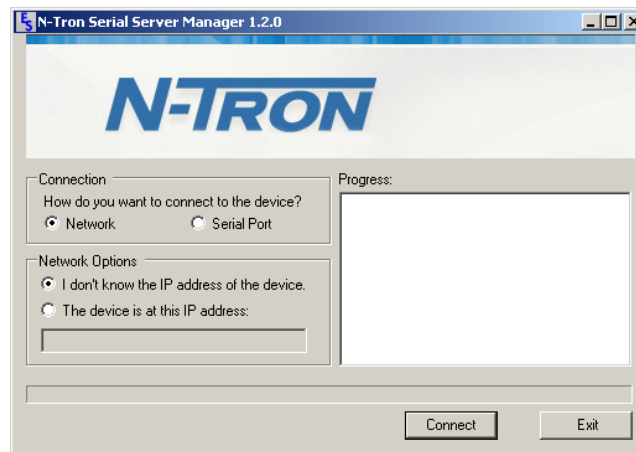 ES N-Tron Serial Server Manager 1.2.0
N-TRON
Connection
How do you want to connect to the device?
Network Serial Port
Network Options
I don't know the IP address of the device.
The device is at this IP address:
Progress:
Connect Exit